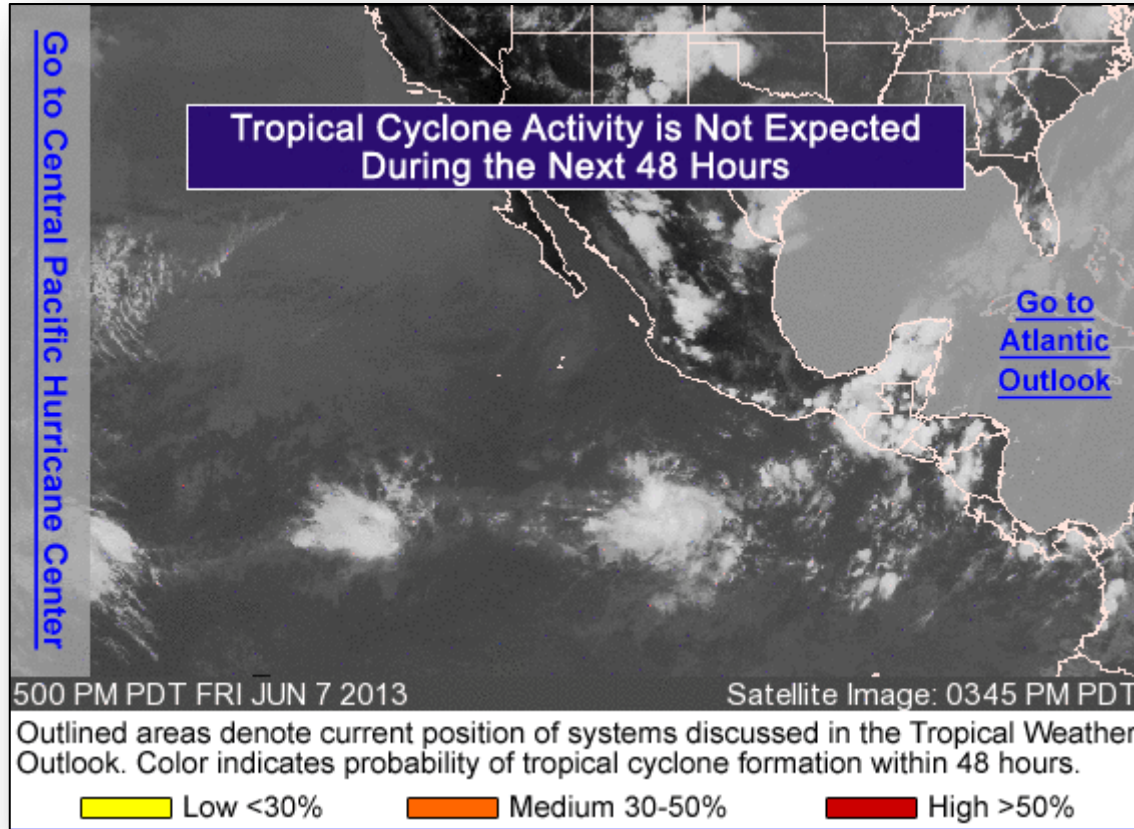 Go to Central Pacific Hurricane Center
Tropical Cyclone Activity is Not Expected
During the Next 48 Hours
Go to
Atlantic
Outlook
500 PM PDT FRI JUN 7 2013
Satellite Image: 0345 PM PDT
Outlined areas denote current position of systems discussed in the Tropical Weather
Outlook. Color indicates probability of tropical cyclone formation within 48 hours.
Low <30%
Medium 30-50%
High >50%